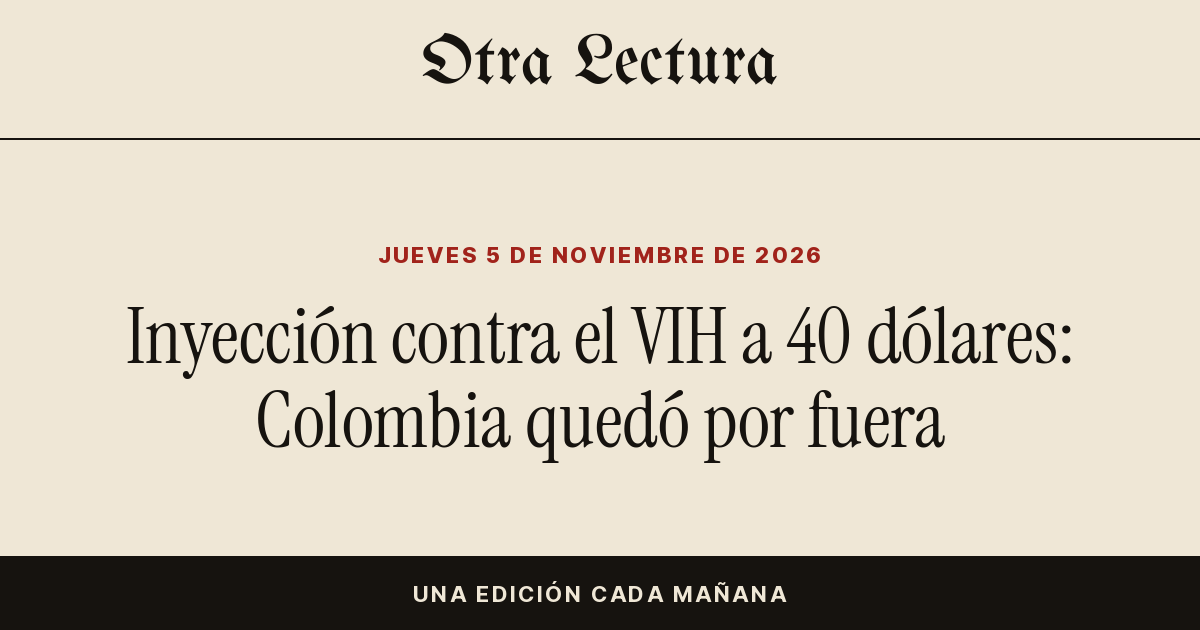 Otra Lectura
JUEVES 5 DE NOVIEMBRE DE 2026
Inyección contra el VIH a 40 dólares:
Colombia quedó por fuera
UNA EDICIÓN CADA MAÑANA